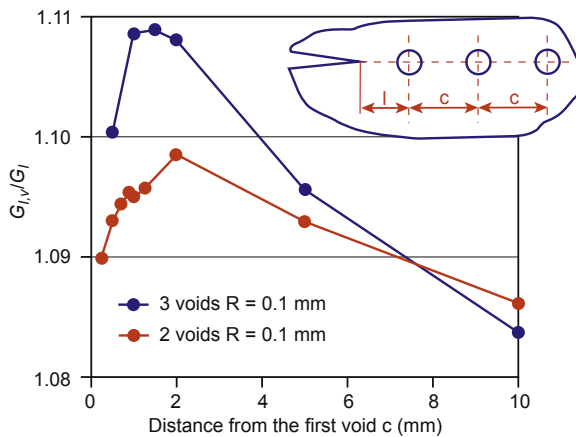 1.11
1.10
1.09
1.08
G_{I,v}/G_I
l
c
c
3 voids R = 0.1 mm
2 voids R = 0.1 mm
0
2
4
6
8
10
Distance from the first void c (mm)